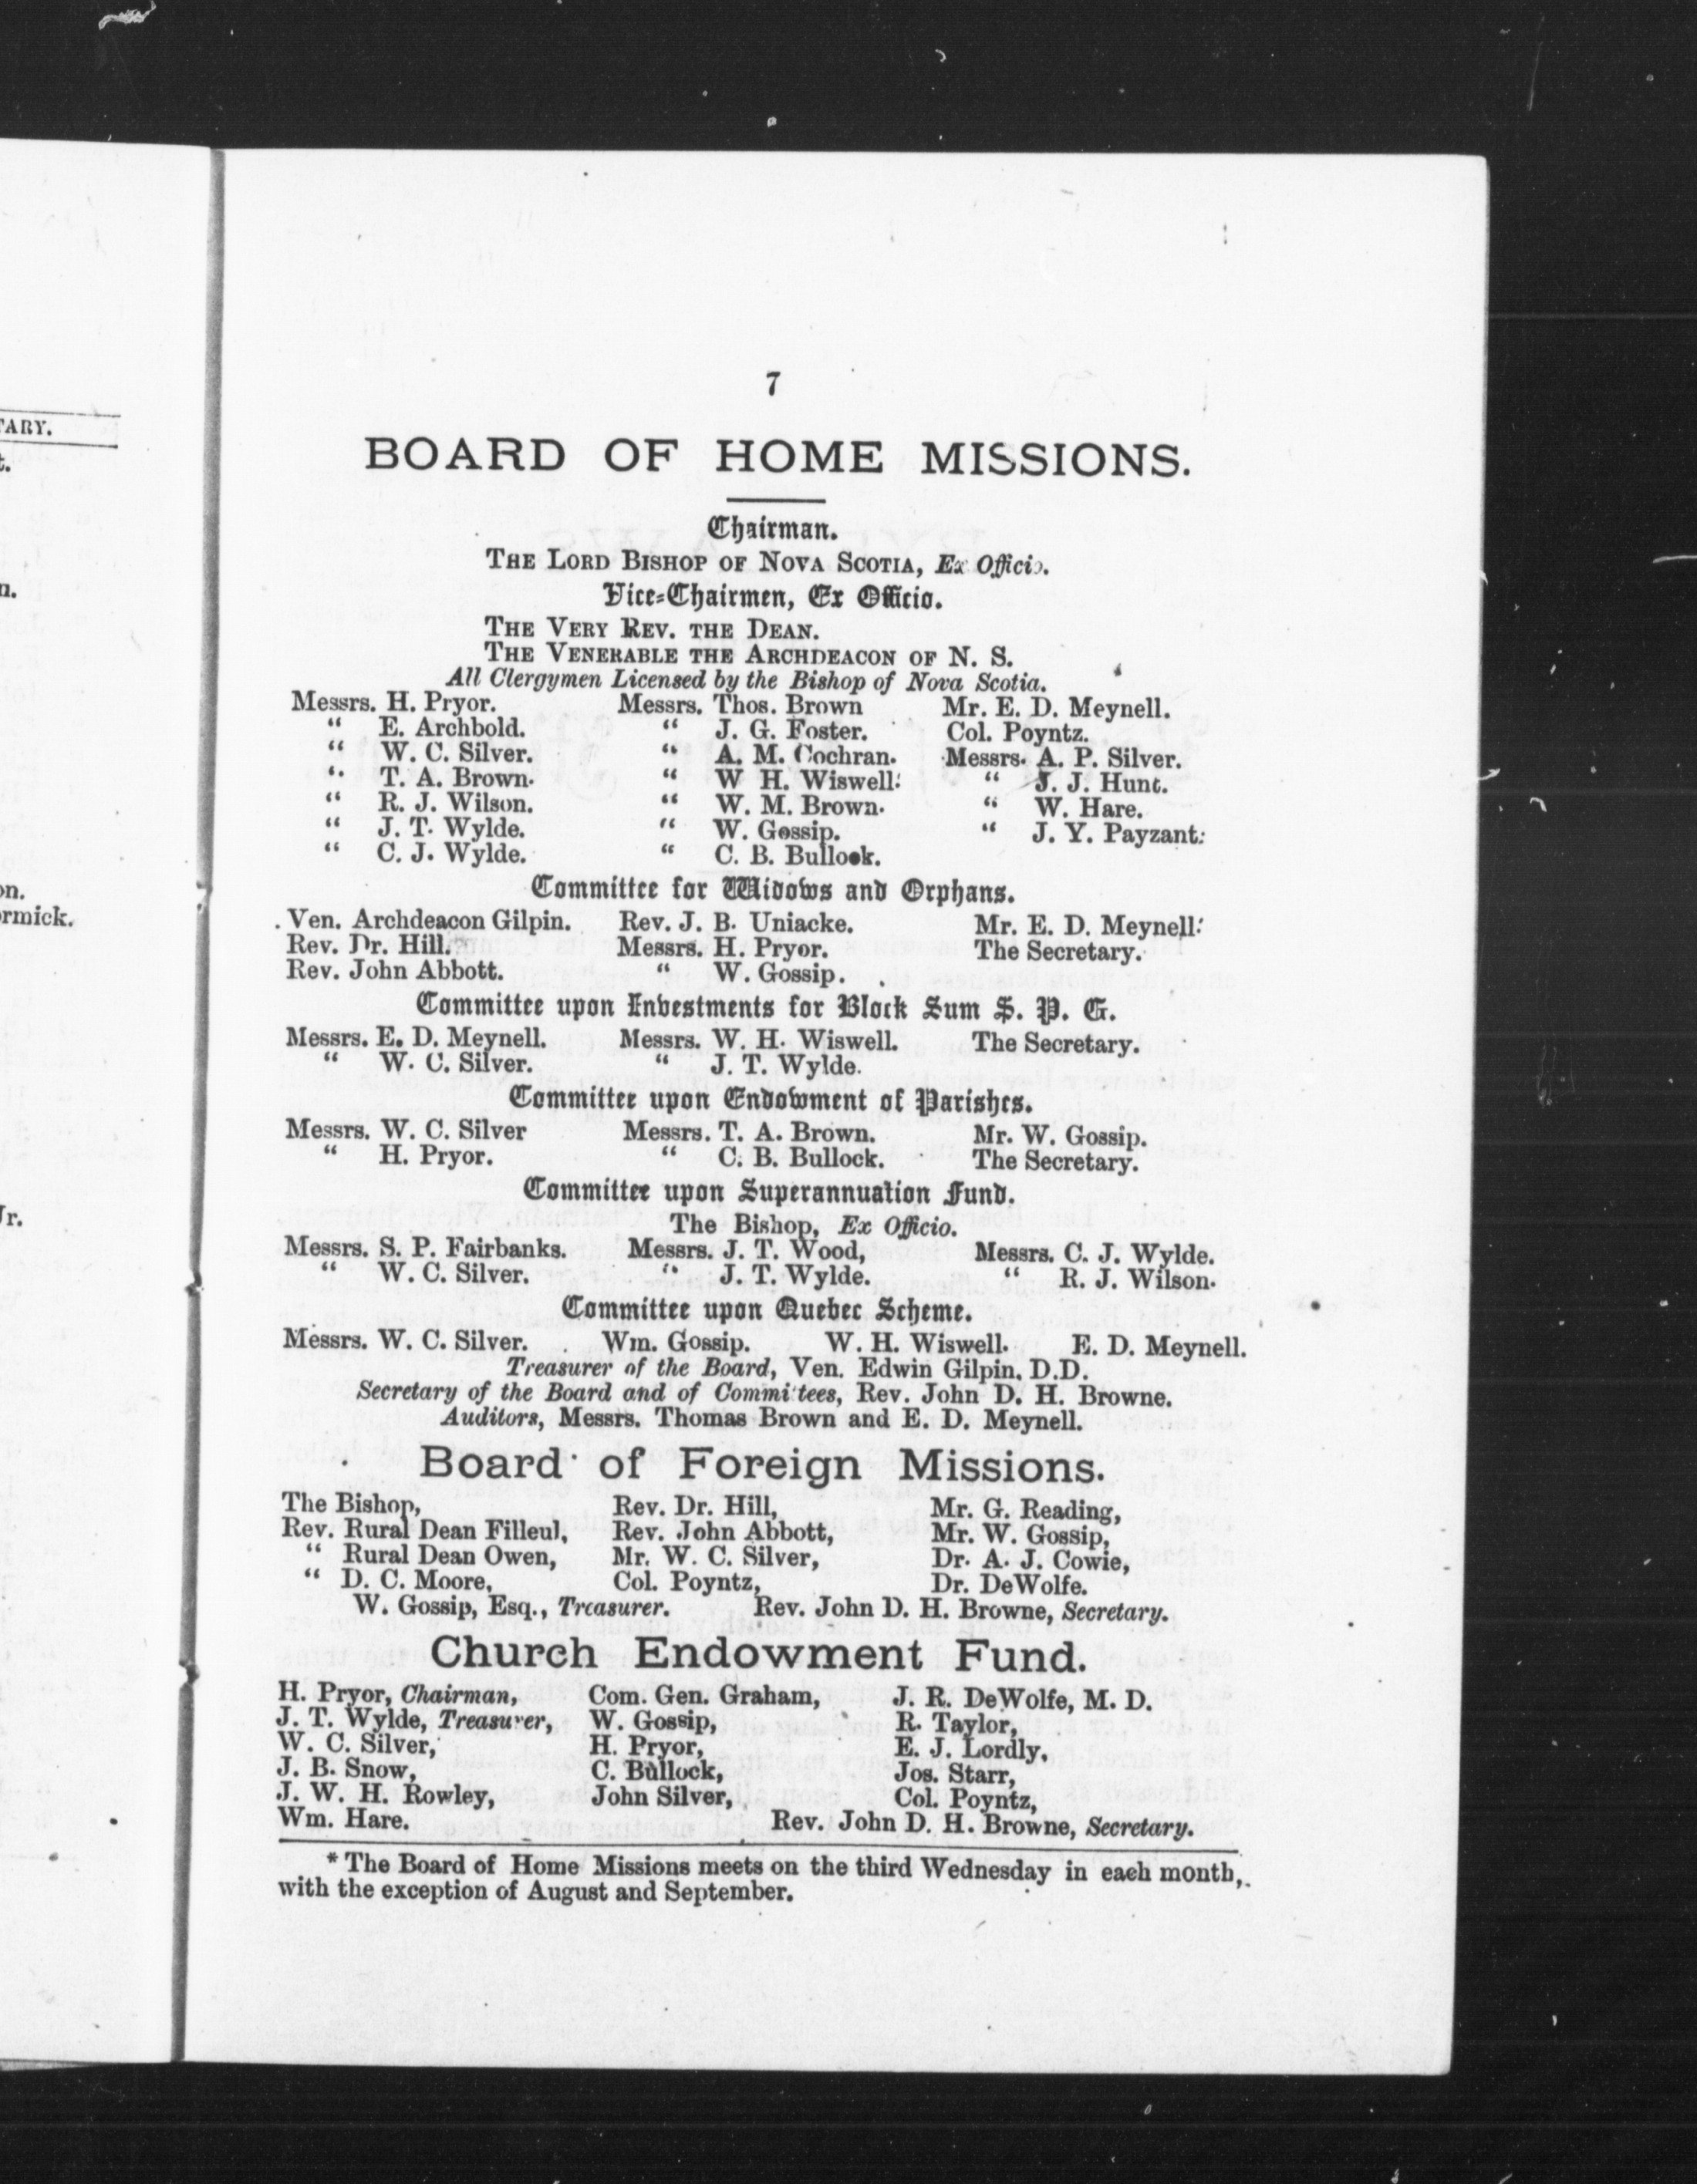 TARY.
t.
n.
on.
rmick.
Jr.
7
BOARD OF HOME MISSIONS.
Chairman.
THE LORD BISHOP OF NOVA SCOTIA, Ex Officio.
Vice-Chairmen, Ex Officio.
THE VERY REV. THE DEAN.
THE VENERABLE THE ARCHDEACON OF N. S.
All Clergymen Licensed by the Bishop of Nova Scotia.
Messrs. H. Pryor. Messrs. Thos. Brown Mr. E. D. Meynell.
“ E. Archbold. “ J. G. Foster. Col. Poyntz.
“ W. C. Silver. “ A. M. Cochran. Messrs. A. P. Silver.
“ T. A. Brown. “ W H. Wiswell. “ J. J. Hunt.
“ R. J. Wilson. “ W. M. Brown. “ W. Hare.
“ J. T. Wylde. “ W. Gossip. “ J. Y. Payzant.
“ C. J. Wylde. “ C. B. Bullock.
Committee for Widows and Orphans.
Ven. Archdeacon Gilpin. Rev. J. B. Uniacke. Mr. E. D. Meynell.
Rev. Dr. Hill. Messrs. H. Pryor. The Secretary.
Rev. John Abbott. “ W. Gossip.
Committee upon Investments for Block Sum S. P. G.
Messrs. E. D. Meynell. Messrs. W. H. Wiswell. The Secretary.
“ W. C. Silver. “ J. T. Wylde.
Committee upon Endowment of Parishes.
Messrs. W. C. Silver Messrs. T. A. Brown. Mr. W. Gossip.
“ H. Pryor. “ C. B. Bullock. The Secretary.
Committee upon Superannuation Fund.
The Bishop, Ex Officio.
Messrs. S. P. Fairbanks. Messrs. J. T. Wood, Messrs. C. J. Wylde.
“ W. C. Silver. “ J. T. Wylde. “ R. J. Wilson.
Committee upon Quebec Scheme.
Messrs. W. C. Silver. Wm. Gossip. W. H. Wiswell. E. D. Meynell.
Treasurer of the Board, Ven. Edwin Gilpin, D.D.
Secretary of the Board and of Committees, Rev. John D. H. Browne.
Auditors, Messrs. Thomas Brown and E. D. Meynell.
Board of Foreign Missions.
The Bishop, Rev. Dr. Hill, Mr. G. Reading,
Rev. Rural Dean Filleul, Rev. John Abbott, Mr. W. Gossip,
“ Rural Dean Owen, Mr. W. C. Silver, Dr. A. J. Cowie,
“ D. C. Moore, Col. Poyntz, Dr. DeWolfe.
W. Gossip, Esq., Treasurer. Rev. John D. H. Browne, Secretary.
Church Endowment Fund.
H. Pryor, Chairman, Com. Gen. Graham, J. R. DeWolfe, M. D.
J. T. Wylde, Treasurer, W. Gossip, R. Taylor,
W. C. Silver, H. Pryor, E. J. Lordly,
J. B. Snow, C. Bullock, Jos. Starr,
J. W. H. Rowley, John Silver, Col. Poyntz,
Wm. Hare. Rev. John D. H. Browne, Secretary.
* The Board of Home Missions meets on the third Wednesday in each month,
with the exception of August and September.